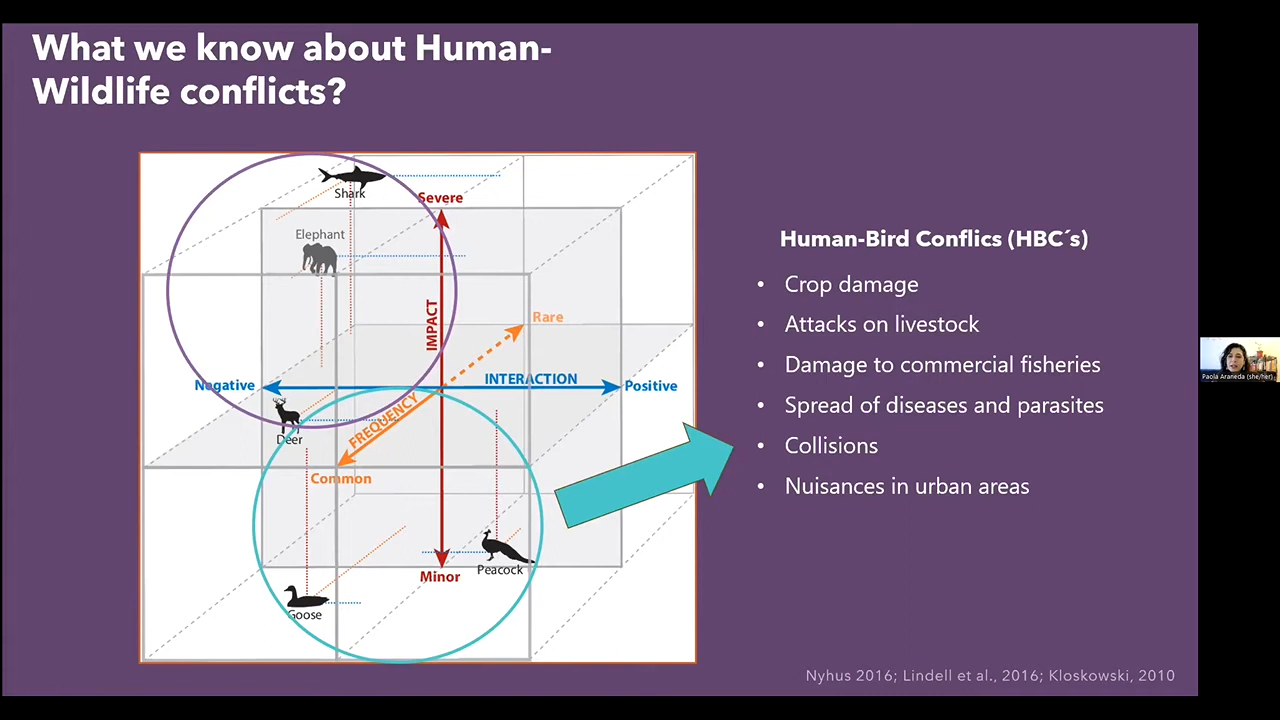 What we know about Human-
Wildlife conflicts?
Shark
Severe
Elephant
IMPACT
Rare
Negative
INTERACTION
Positive
FREQUENCY
Deer
Common
Peacock
Minor
Goose
Human-Bird Conflics (HBC´s)
• Crop damage
• Attacks on livestock
• Damage to commercial fisheries
• Spread of diseases and parasites
• Collisions
• Nuisances in urban areas
Paola Araneda (she/her)
Nyhus 2016; Lindell et al., 2016; Kloskowski, 2010